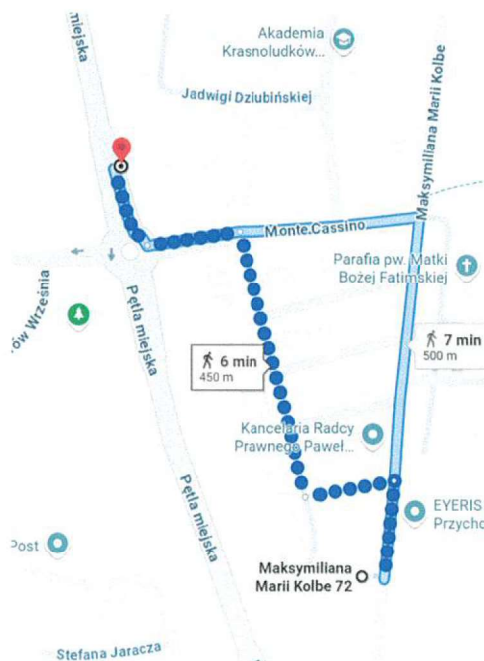 miejska
Akademia
Krasnoludków...
Jadwigi Dziubińskiej
Maksymiliana Marii Kolbe
Monte Cassino
Parafia pw. Matki
Bożej Fatimskiej
ów Września
Pętla miejska
6 min
450 m
7 min
500 m
Kancelaria Radcy
Prawnego Paweł...
Pętla miejska
EYERIS
Przycho
Post
Maksymiliana
Marii Kolbe 72
Stefana Jaracza